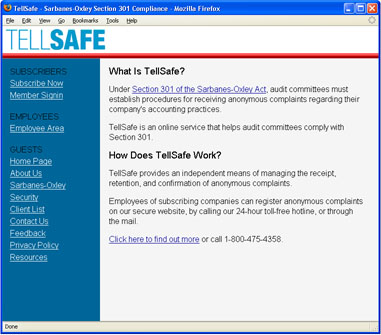 TellSafe - Sarbanes-Oxley Section 301 Compliance - Mozilla Firefox
File Edit View Go Bookmarks Tools Help
TELLSAFE
SUBSCRIBERS
Subscribe Now
Member Signin
EMPLOYEES
Employee Area
GUESTS
Home Page
About Us
Sarbanes-Oxley
Security
Client List
Contact Us
Feedback
Privacy Policy
Resources
What Is TellSafe?
Under Section 301 of the Sarbanes-Oxley Act, audit committees must
establish procedures for receiving anonymous complaints regarding their
company's accounting practices.
TellSafe is an online service that helps audit committees comply with
Section 301.
How Does TellSafe Work?
TellSafe provides an independent means of managing the receipt,
retention, and confirmation of anonymous complaints.
Employees of subscribing companies can register anonymous complaints
on our secure website, by calling our 24-hour toll-free hotline, or through
the mail.
Click here to find out more or call 1-800-475-4358.
Done